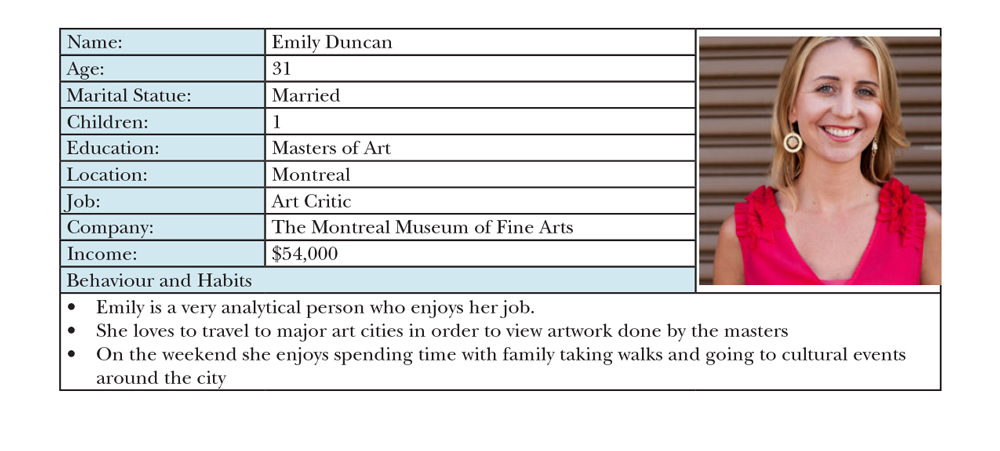 Name: Emily Duncan
Age: 31
Marital Statue: Married
Children: 1
Education: Masters of Art
Location: Montreal
Job: Art Critic
Company: The Montreal Museum of Fine Arts
Income: $54,000
Behaviour and Habits
• Emily is a very analytical person who enjoys her job.
• She loves to travel to major art cities in order to view artwork done by the masters
• On the weekend she enjoys spending time with family taking walks and going to cultural events
around the city